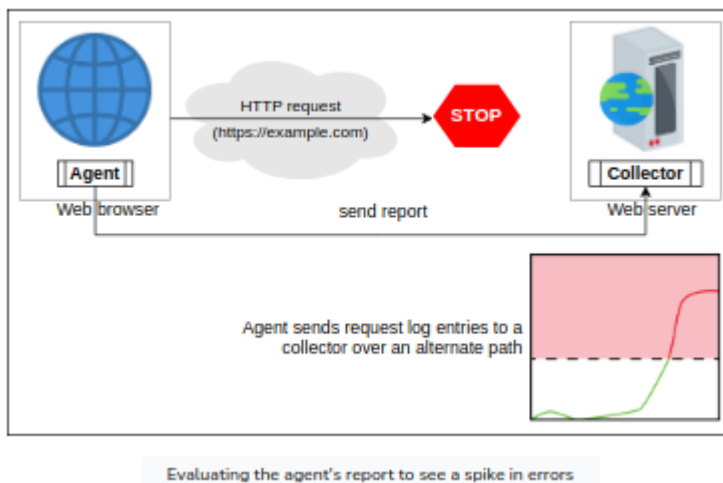 HTTP request
(https://example.com)
STOP
Agent
Collector
Web browser
Web server
send report
Agent sends request log entries to a
collector over an alternate path
Evaluating the agent's report to see a spike in errors